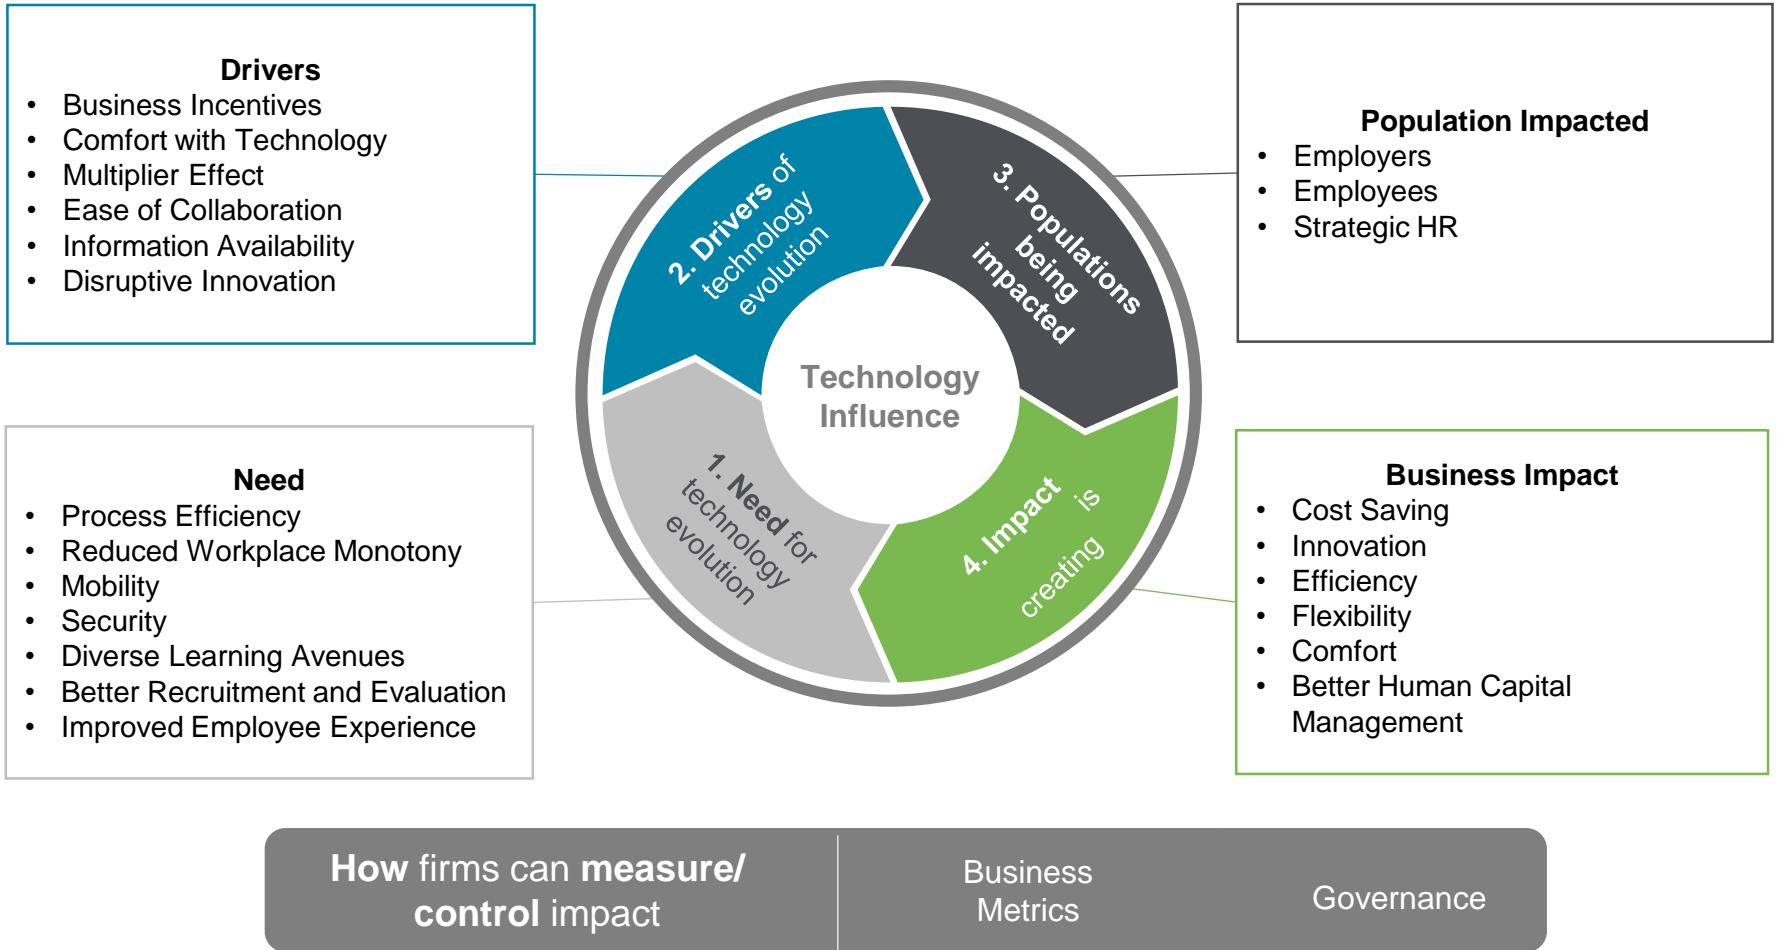 Drivers
• Business Incentives
• Comfort with Technology
• Multiplier Effect
• Ease of Collaboration
• Information Availability
• Disruptive Innovation
Need
• Process Efficiency
• Reduced Workplace Monotony
• Mobility
• Security
• Diverse Learning Avenues
• Better Recruitment and Evaluation
• Improved Employee Experience
2. Drivers of
technology
evolution
3. Populations
being
impacted
Technology
Influence
1. Need for
technology
evolution
4. Impact is
creating
Population Impacted
• Employers
• Employees
• Strategic HR
Business Impact
• Cost Saving
• Innovation
• Efficiency
• Flexibility
• Comfort
• Better Human Capital
Management
How firms can measure/
control impact
Business
Metrics
Governance